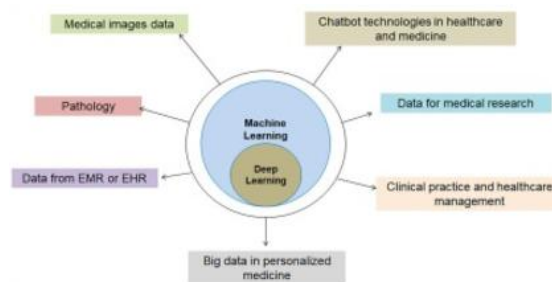 Medical images data
Chatbot technologies in healthcare
and medicine
Pathology
Machine
Learning
Data for medical research
Deep
Learning
Data from EMR or EHR
Clinical practice and healthcare
management
Big data in personalized
medicine